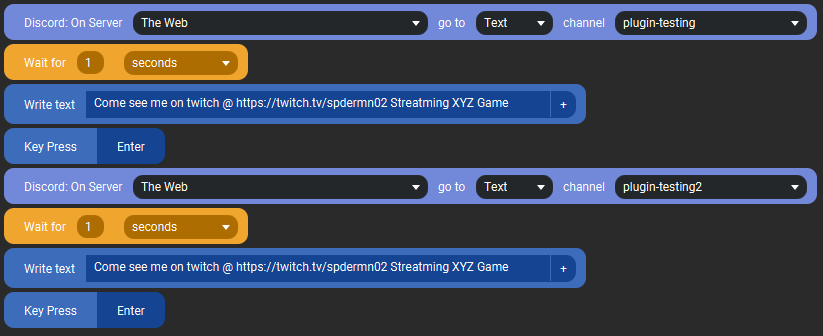 Discord: On Server The Web go to Text channel plugin-testing
Wait for 1 seconds
Write text Come see me on twitch @ https://twitch.tv/spdermn02 Streatming XYZ Game +
Key Press Enter
Discord: On Server The Web go to Text channel plugin-testing2
Wait for 1 seconds
Write text Come see me on twitch @ https://twitch.tv/spdermn02 Streatming XYZ Game +
Key Press Enter